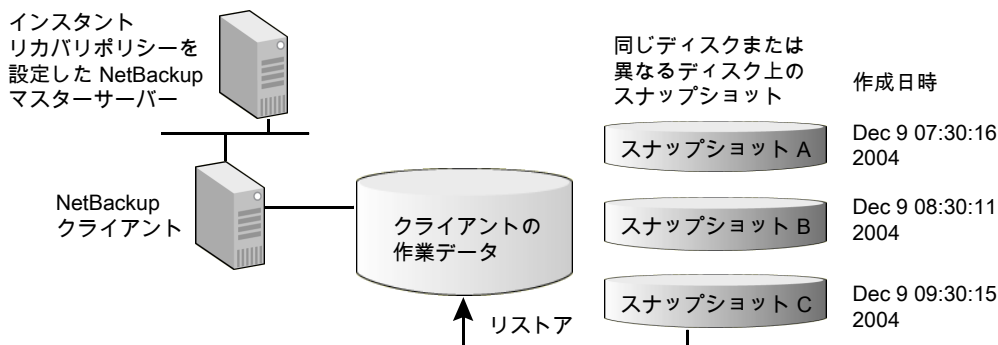 インスタント
リカバリポリシーを
設定した NetBackup
マスターサーバー
NetBackup
クライアント
クライアントの
作業データ
リストア
同じディスクまたは
異なるディスク上の
スナップショット
作成日時
スナップショット A
Dec 9 07:30:16
2004
スナップショット B
Dec 9 08:30:11
2004
スナップショット C
Dec 9 09:30:15
2004